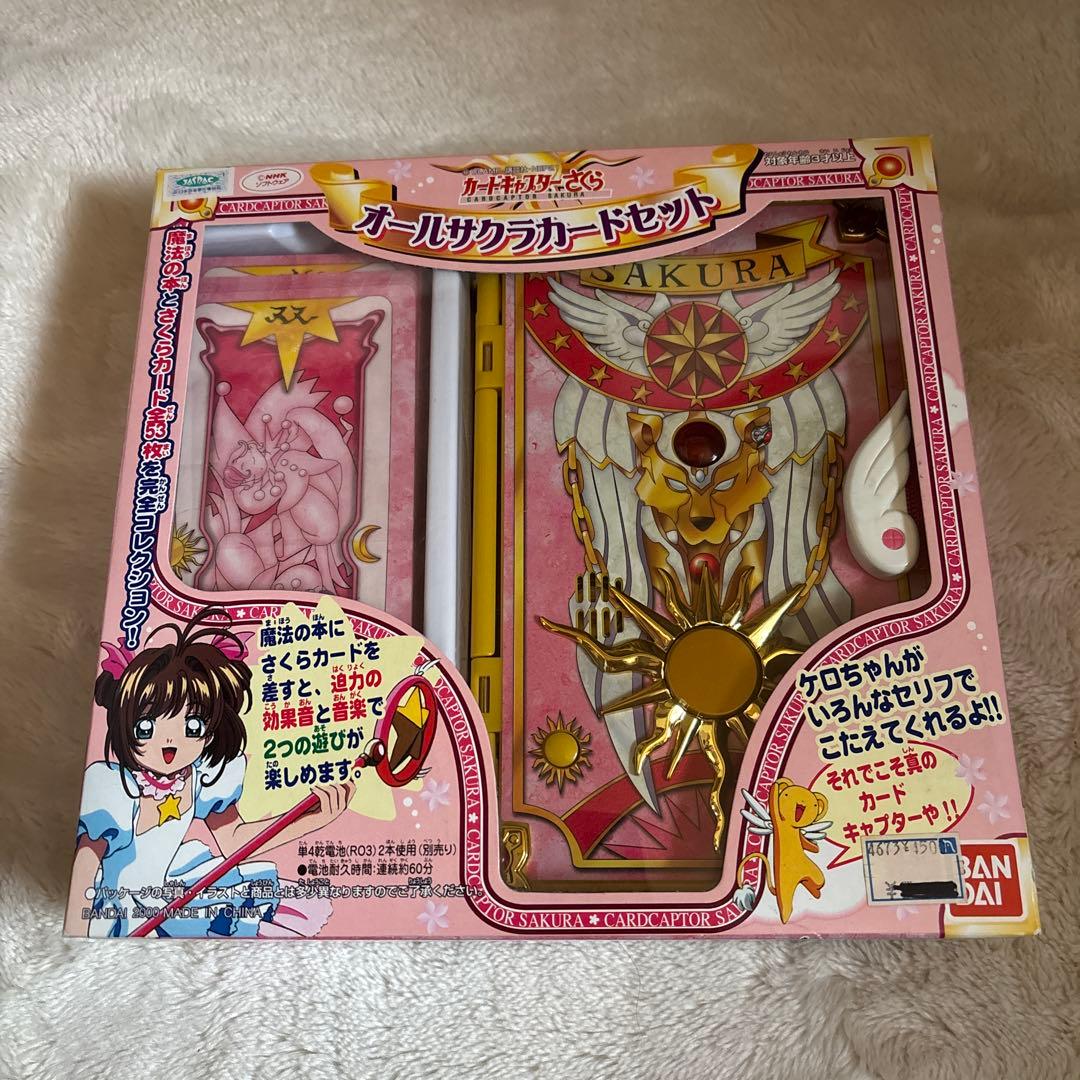 JASRAC
©NHK
ソフトウェア
カードキャプターさくら
CARDCAPTOR SAKURA
対象年齢3才以上
オールサクラカードセット
魔法の本とさくらカード全53枚を完全コレクション!
SAKURA
双
魔法の本に
さくらカードを
差すと、迫力の
効果音と音楽で
2つの遊びが
楽しめます。
単4乾電池(RO3)2本使用(別売り)
●電池耐久時間:連続約60分
●パッケージの写真・イラストと商品とは多少異なりますのでご了承ください。
BANDAI 2000 MADE IN CHINA
ケロちゃんが
いろんなセリフで
こたえてくれるよ!!
それでこそ真の
カード
キャプターや!!
BAN
DAI
CARDCAPTOR SAKURA